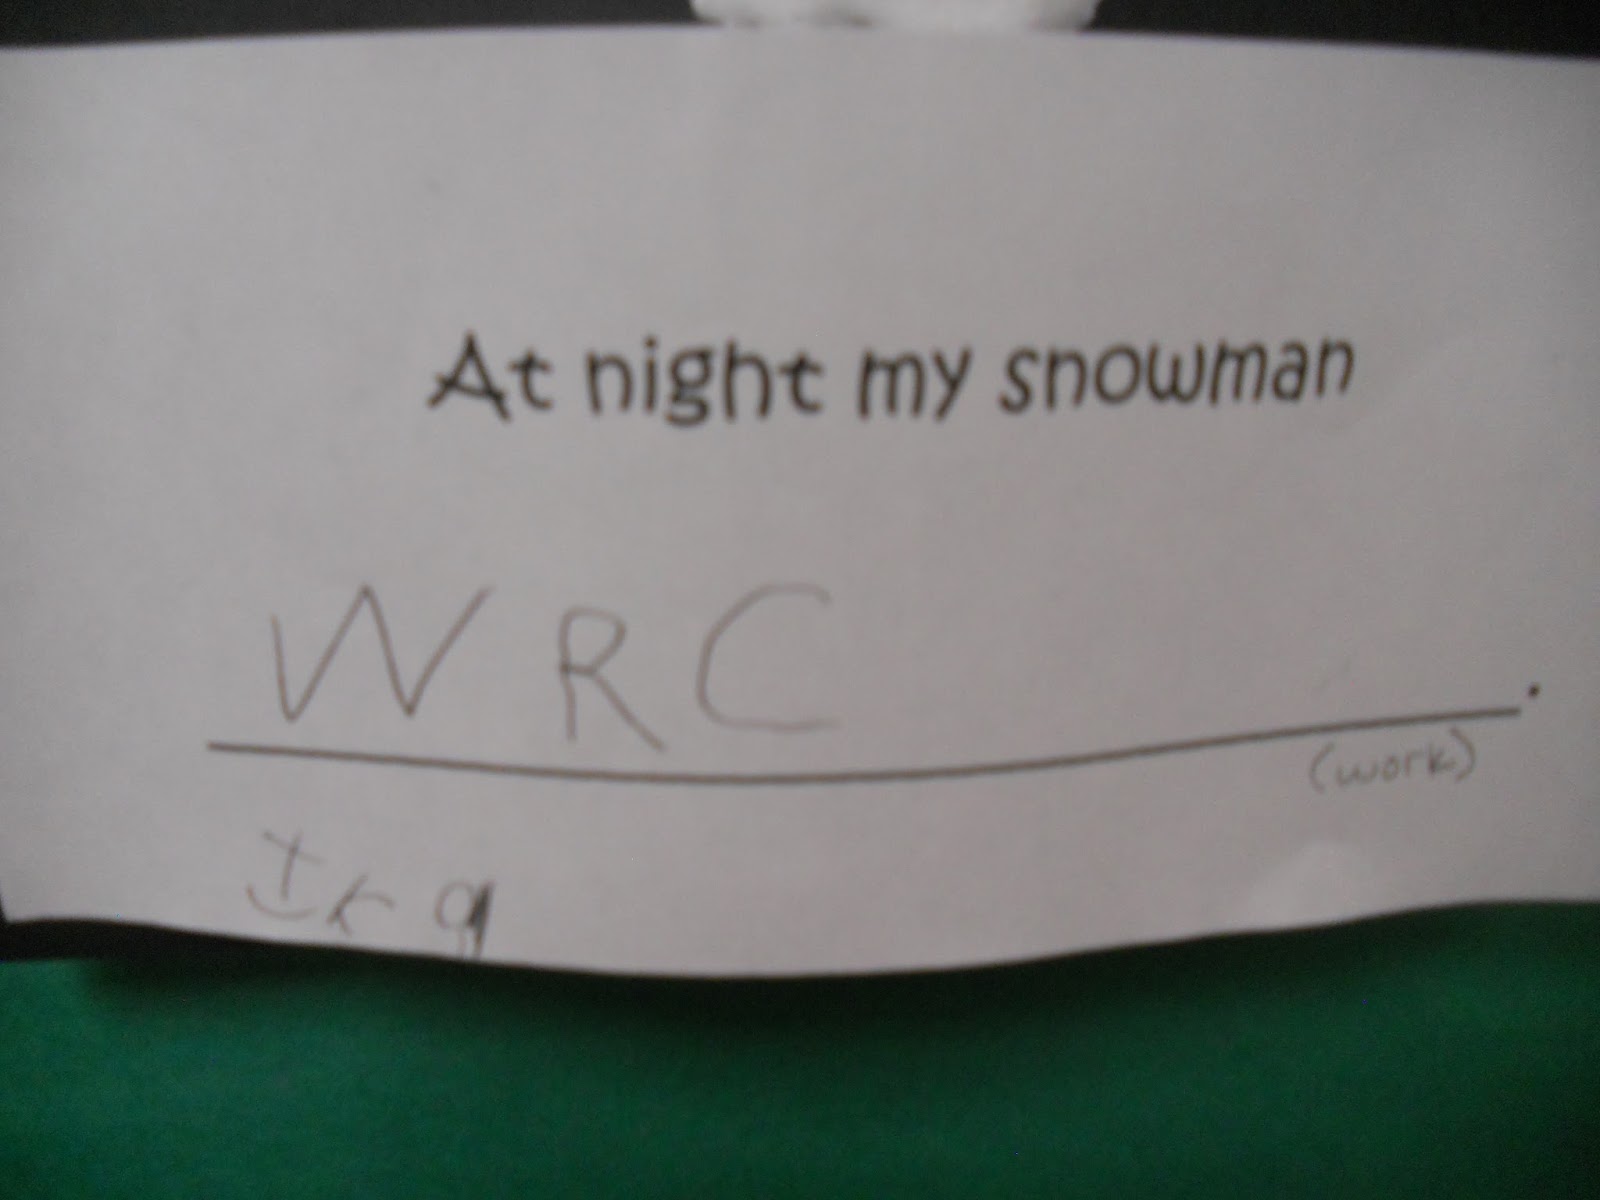 At night my snowman
WRC.
(work)